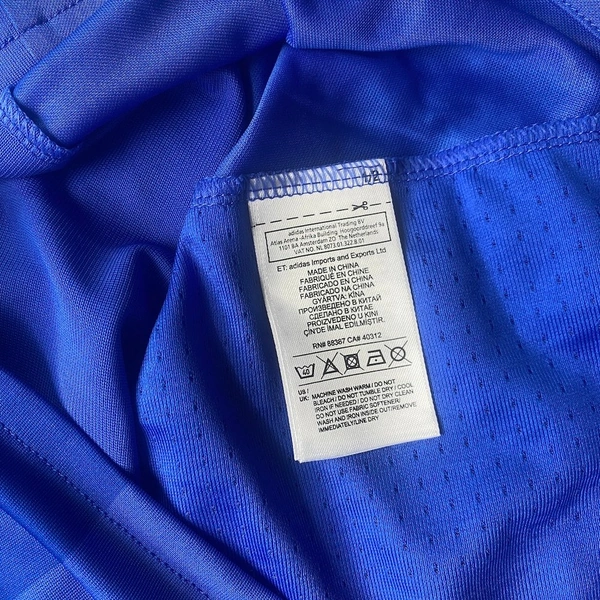 adidas International Trading BV
Atlas Arena -Afrika Building, Hoogoorddreef 9a
1101 BA Amsterdam ZO, The Netherlands
VAT NO. NL 8073.01.322.B.01
ET: adidas Imports and Exports Ltd
MADE IN CHINA
FABRIQUÉ EN CHINE
FABRICADO EN CHINA
FABRICADO NA CHINA
GYÁRTVA: KÍNA
ПРОИЗВЕДЕНО В КИТАЙ
СДЕЛАНО В КИТАЕ
PROIZVEDENO U KINI
ÇİN'DE İMAL EDİLMİŞTİR.
RN# 88387 CA# 40312
40
US /
UK: MACHINE WASH WARM / DO NOT
BLEACH / DO NOT TUMBLE DRY / COOL
IRON IF NEEDED / DO NOT DRY CLEAN
DO NOT USE FABRIC SOFTENER/
WASH AND IRON INSIDE OUT/REMOVE
IMMEDIATELY/LINE DRY